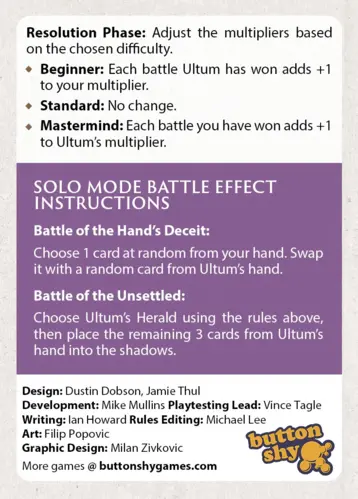 Resolution Phase: Adjust the multipliers based
on the chosen difficulty.
◆ Beginner: Each battle Ultum has won adds +1
to your multiplier.
◆ Standard: No change.
◆ Mastermind: Each battle you have won adds +1
to Ultum's multiplier.
SOLO MODE BATTLE EFFECT
INSTRUCTIONS
Battle of the Hand's Deceit:
Choose 1 card at random from your hand. Swap
it with a random card from Ultum's hand.
Battle of the Unsettled:
Choose Ultum's Herald using the rules above,
then place the remaining 3 cards from Ultum's
hand into the shadows.
Design: Dustin Dobson, Jamie Thul
Development: Mike Mullins Playtesting Lead: Vince Tagle
Writing: Ian Howard Rules Editing: Michael Lee
Art: Filip Popovic
Graphic Design: Milan Zivkovic
More games @ buttonshygames.com
button
shy